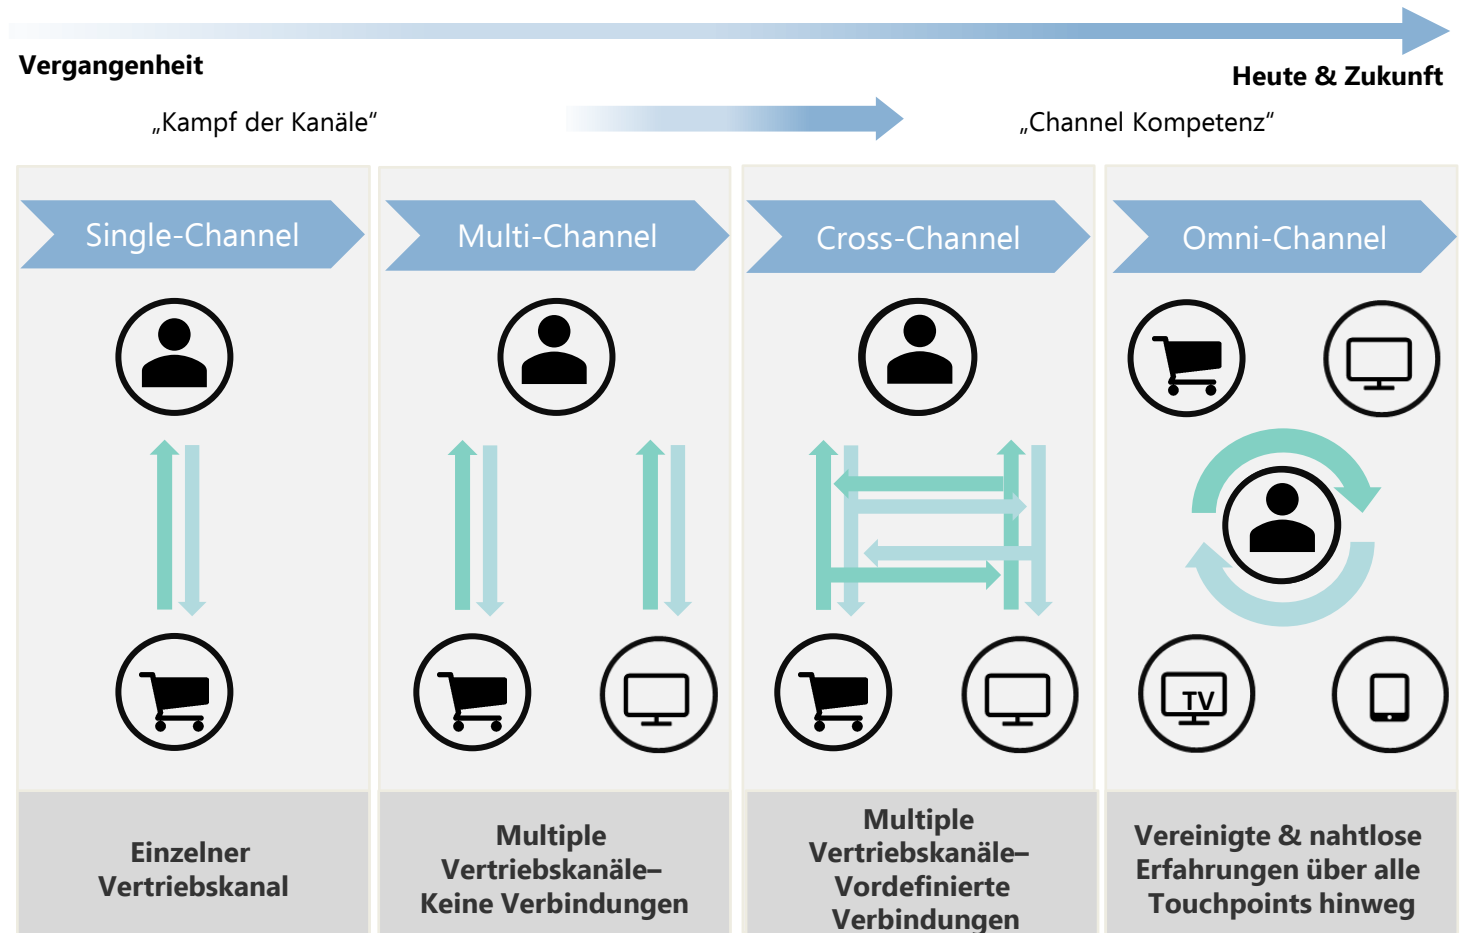 Vergangenheit
Heute & Zukunft
„Kampf der Kanäle“
„Channel Kompetenz“
Single-Channel
Multi-Channel
Cross-Channel
Omni-Channel
TV
Einzelner
Vertriebskanal
Multiple
Vertriebskanäle–
Keine Verbindungen
Multiple
Vertriebskanäle–
Vordefinierte
Verbindungen
Vereinigte & nahtlose
Erfahrungen über alle
Touchpoints hinweg